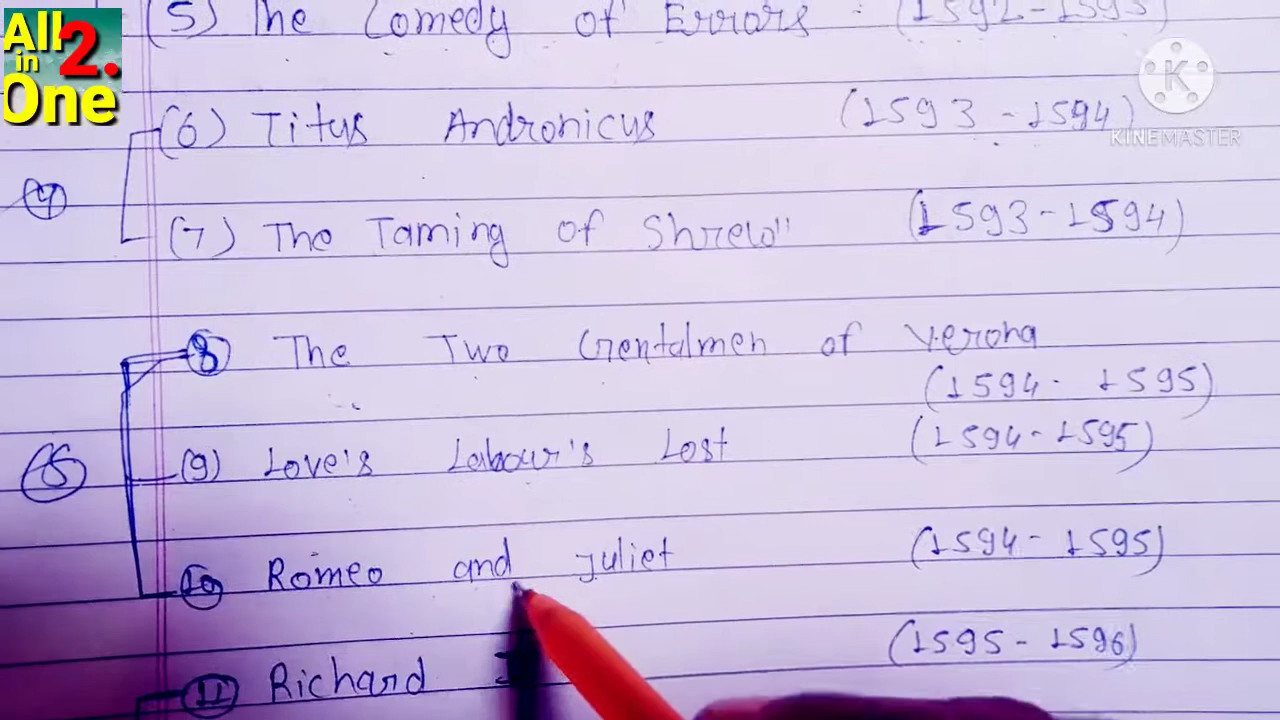 All
in 2.
One
(5) The Comedy of Errors (1592-1593)
KINEMASTER
(6) Titus Andronicus (1593-1594)
(4)
(7) The Taming of Shrew" (1593-1594)
(8) The Two Gentalmen of Verona
(1594-1595)
(5)
(9) Love's Labour's Lost (1594-1595)
(10) Romeo and Juliet (1594-1595)
(11) Richard (1595-1596)